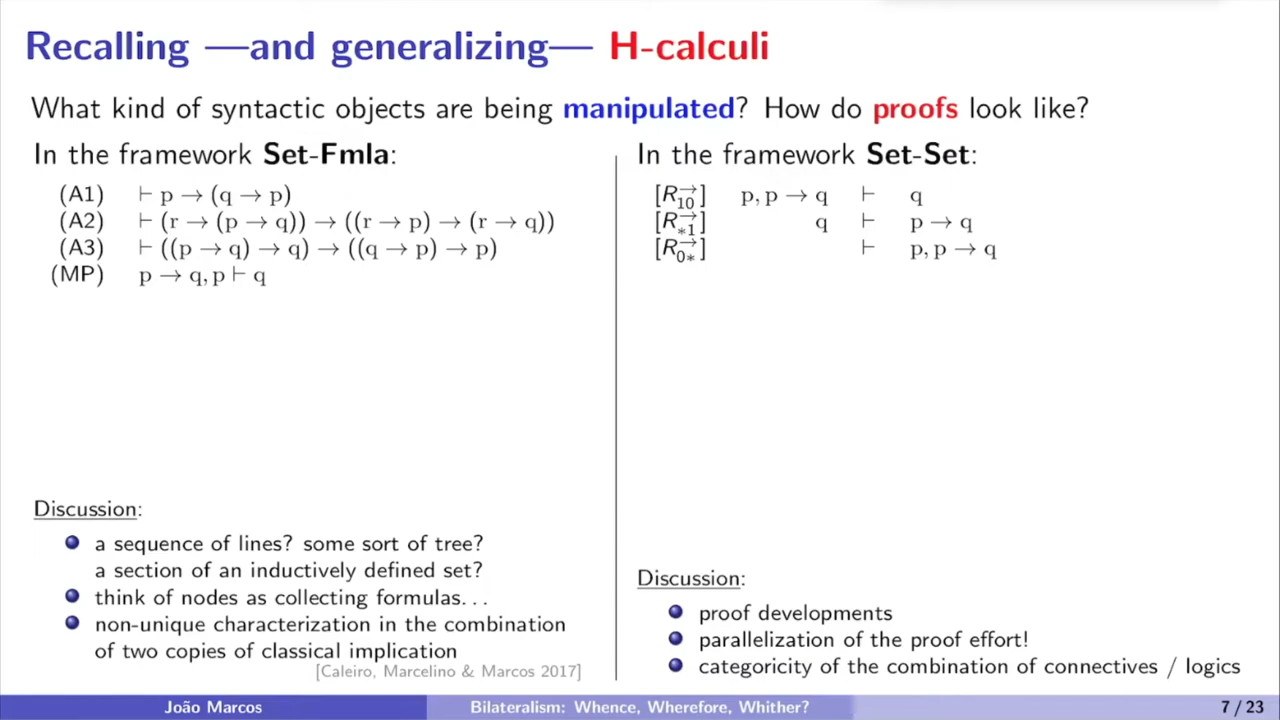 Recalling —and generalizing— H-calculi
What kind of syntactic objects are being manipulated? How do proofs look like?
In the framework Set-Fmla:
(A1) ⊢ p → (q → p)
(A2) ⊢ (r → (p → q)) → ((r → p) → (r → q))
(A3) ⊢ ((p → q) → q) → ((q → p) → p)
(MP) p → q, p ⊢ q
Discussion:
a sequence of lines? some sort of tree?
a section of an inductively defined set?
think of nodes as collecting formulas...
non-unique characterization in the combination
of two copies of classical implication
[Caleiro, Marcelino & Marcos 2017]
In the framework Set-Set:
[R→10] p, p → q ⊢ q
[R→∗1] q ⊢ p → q
[R→0∗] ⊢ p, p → q
Discussion:
proof developments
parallelization of the proof effort!
categoricity of the combination of connectives / logics
João Marcos
Bilateralism: Whence, Wherefore, Whither?
7 / 23